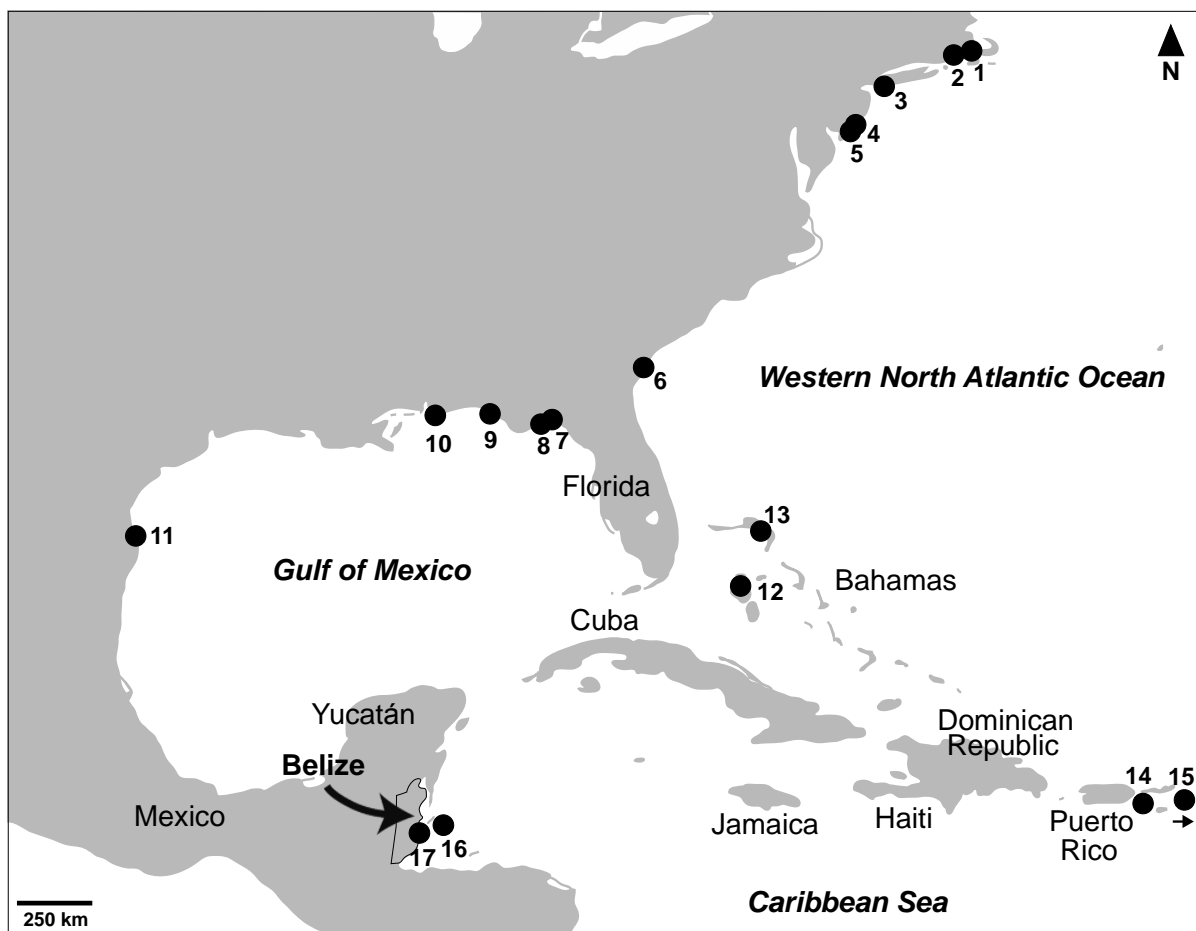 N
1
2
3
4
5
Western North Atlantic Ocean
6
7
8
9
10
Florida
11
13
Gulf of Mexico
Bahamas
12
Cuba
Yucatán
Dominican
Republic
Belize
14
15
Mexico
Jamaica
Haiti
Puerto
Rico
16
17
250 km
Caribbean Sea